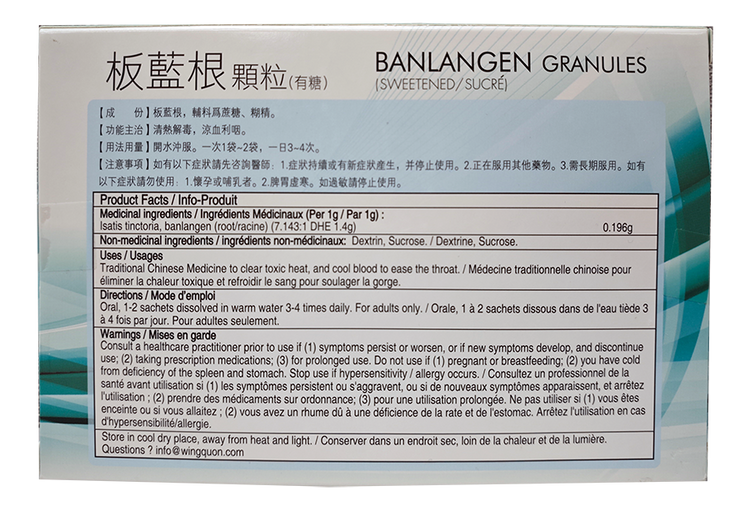 板藍根 顆粒(有糖)
BANLANGEN GRANULES
(SWEETENED/SUCRÉ)
【成 份】板藍根，輔料爲蔗糖、糊精。
【功能主治】清熱解毒，涼血利咽。
【用法用量】開水沖服。一次1袋~2袋，一日3~4次。
【注意事項】如有以下症狀請先咨詢醫師：1.症狀持續或有新症狀產生，并停止使用。2.正在服用其他藥物。3.需長期服用。如有
以下症狀請勿使用：1.懷孕或哺乳者。2.脾胃虛寒。如過敏請停止使用。
Product Facts / Info-Produit
Medicinal ingredients / Ingrédients Médicinaux (Per 1g / Par 1g) :
Isatis tinctoria, banlangen (root/racine) (7.143:1 DHE 1.4g) 0.196g
Non-medicinal ingredients / ingrédients non-médicinaux: Dextrin, Sucrose. / Dextrine, Sucrose.
Uses / Usages
Traditional Chinese Medicine to clear toxic heat, and cool blood to ease the throat. / Médecine traditionnelle chinoise pour
éliminer la chaleur toxique et refroidir le sang pour soulager la gorge.
Directions / Mode d'emploi
Oral, 1-2 sachets dissolved in warm water 3-4 times daily. For adults only. / Orale, 1 à 2 sachets dissous dans de l'eau tiède 3
à 4 fois par jour. Pour adultes seulement.
Warnings / Mises en garde
Consult a healthcare practitioner prior to use if (1) symptoms persist or worsen, or if new symptoms develop, and discontinue
use; (2) taking prescription medications; (3) for prolonged use. Do not use if (1) pregnant or breastfeeding; (2) you have cold
from deficiency of the spleen and stomach. Stop use if hypersensitivity / allergy occurs. / Consultez un professionnel de la
santé avant utilisation si (1) les symptômes persistent ou s'aggravent, ou si de nouveaux symptômes apparaissent, et arrêtez
l'utilisation ; (2) prendre des médicaments sur ordonnance; (3) pour une utilisation prolongée. Ne pas utiliser si (1) vous êtes
enceinte ou si vous allaitez ; (2) vous avez un rhume dû à une déficience de la rate et de l'estomac. Arrêtez l'utilisation en cas
d'hypersensibilité/allergie.
Store in cool dry place, away from heat and light. / Conserver dans un endroit sec, loin de la chaleur et de la lumière.
Questions ? info@wingquon.com